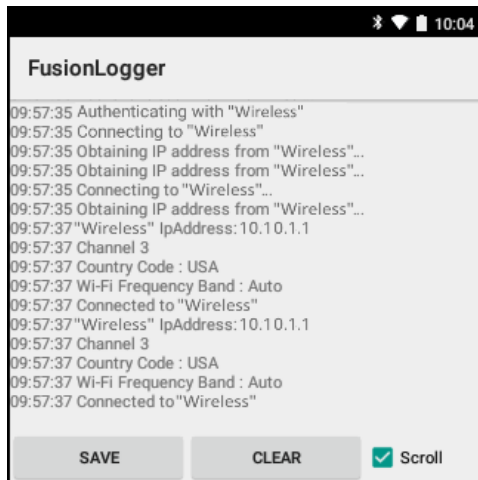 10:04
FusionLogger
09:57:35 Authenticating with "Wireless"
09:57:35 Connecting to "Wireless"
09:57:35 Obtaining IP address from "Wireless"...
09:57:35 Obtaining IP address from "Wireless"...
09:57:35 Connecting to "Wireless"...
09:57:35 Obtaining IP address from "Wireless"...
09:57:37 "Wireless" IpAddress:10.10.1.1
09:57:37 Channel 3
09:57:37 Country Code : USA
09:57:37 Wi-Fi Frequency Band : Auto
09:57:37 Connected to "Wireless"
09:57:37 "Wireless" IpAddress:10.10.1.1
09:57:37 Channel 3
09:57:37 Country Code : USA
09:57:37 Wi-Fi Frequency Band : Auto
09:57:37 Connected to "Wireless"
SAVE CLEAR Scroll